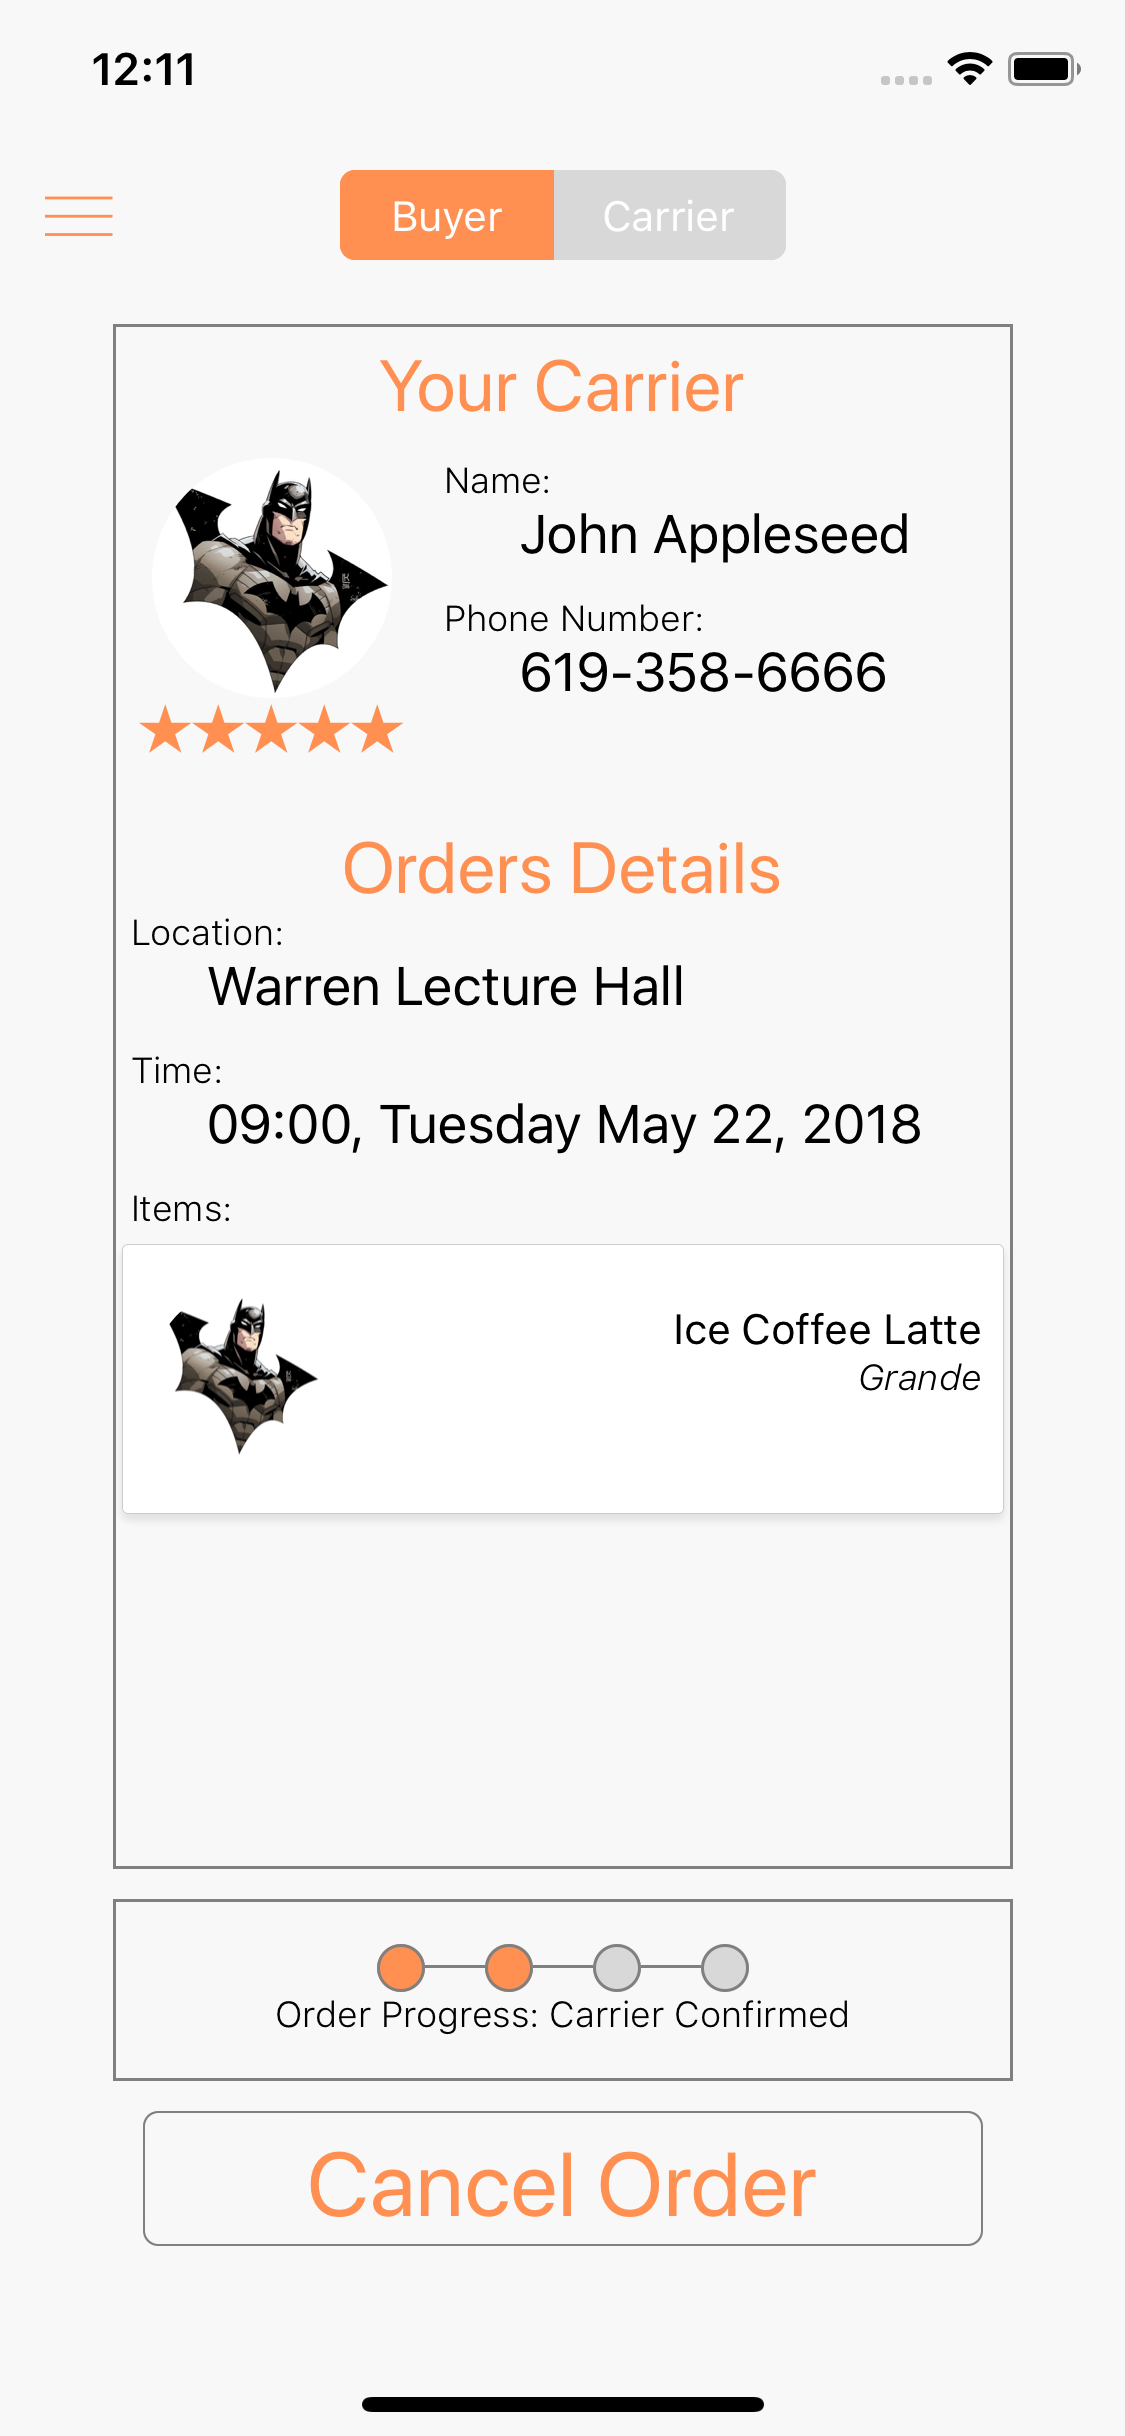 12:11
Buyer
Carrier
Your Carrier
Name:
John Appleseed
Phone Number:
619-358-6666
Orders Details
Location:
Warren Lecture Hall
Time:
09:00, Tuesday May 22, 2018
Items:
Ice Coffee Latte
Grande
Order Progress: Carrier Confirmed
Cancel Order